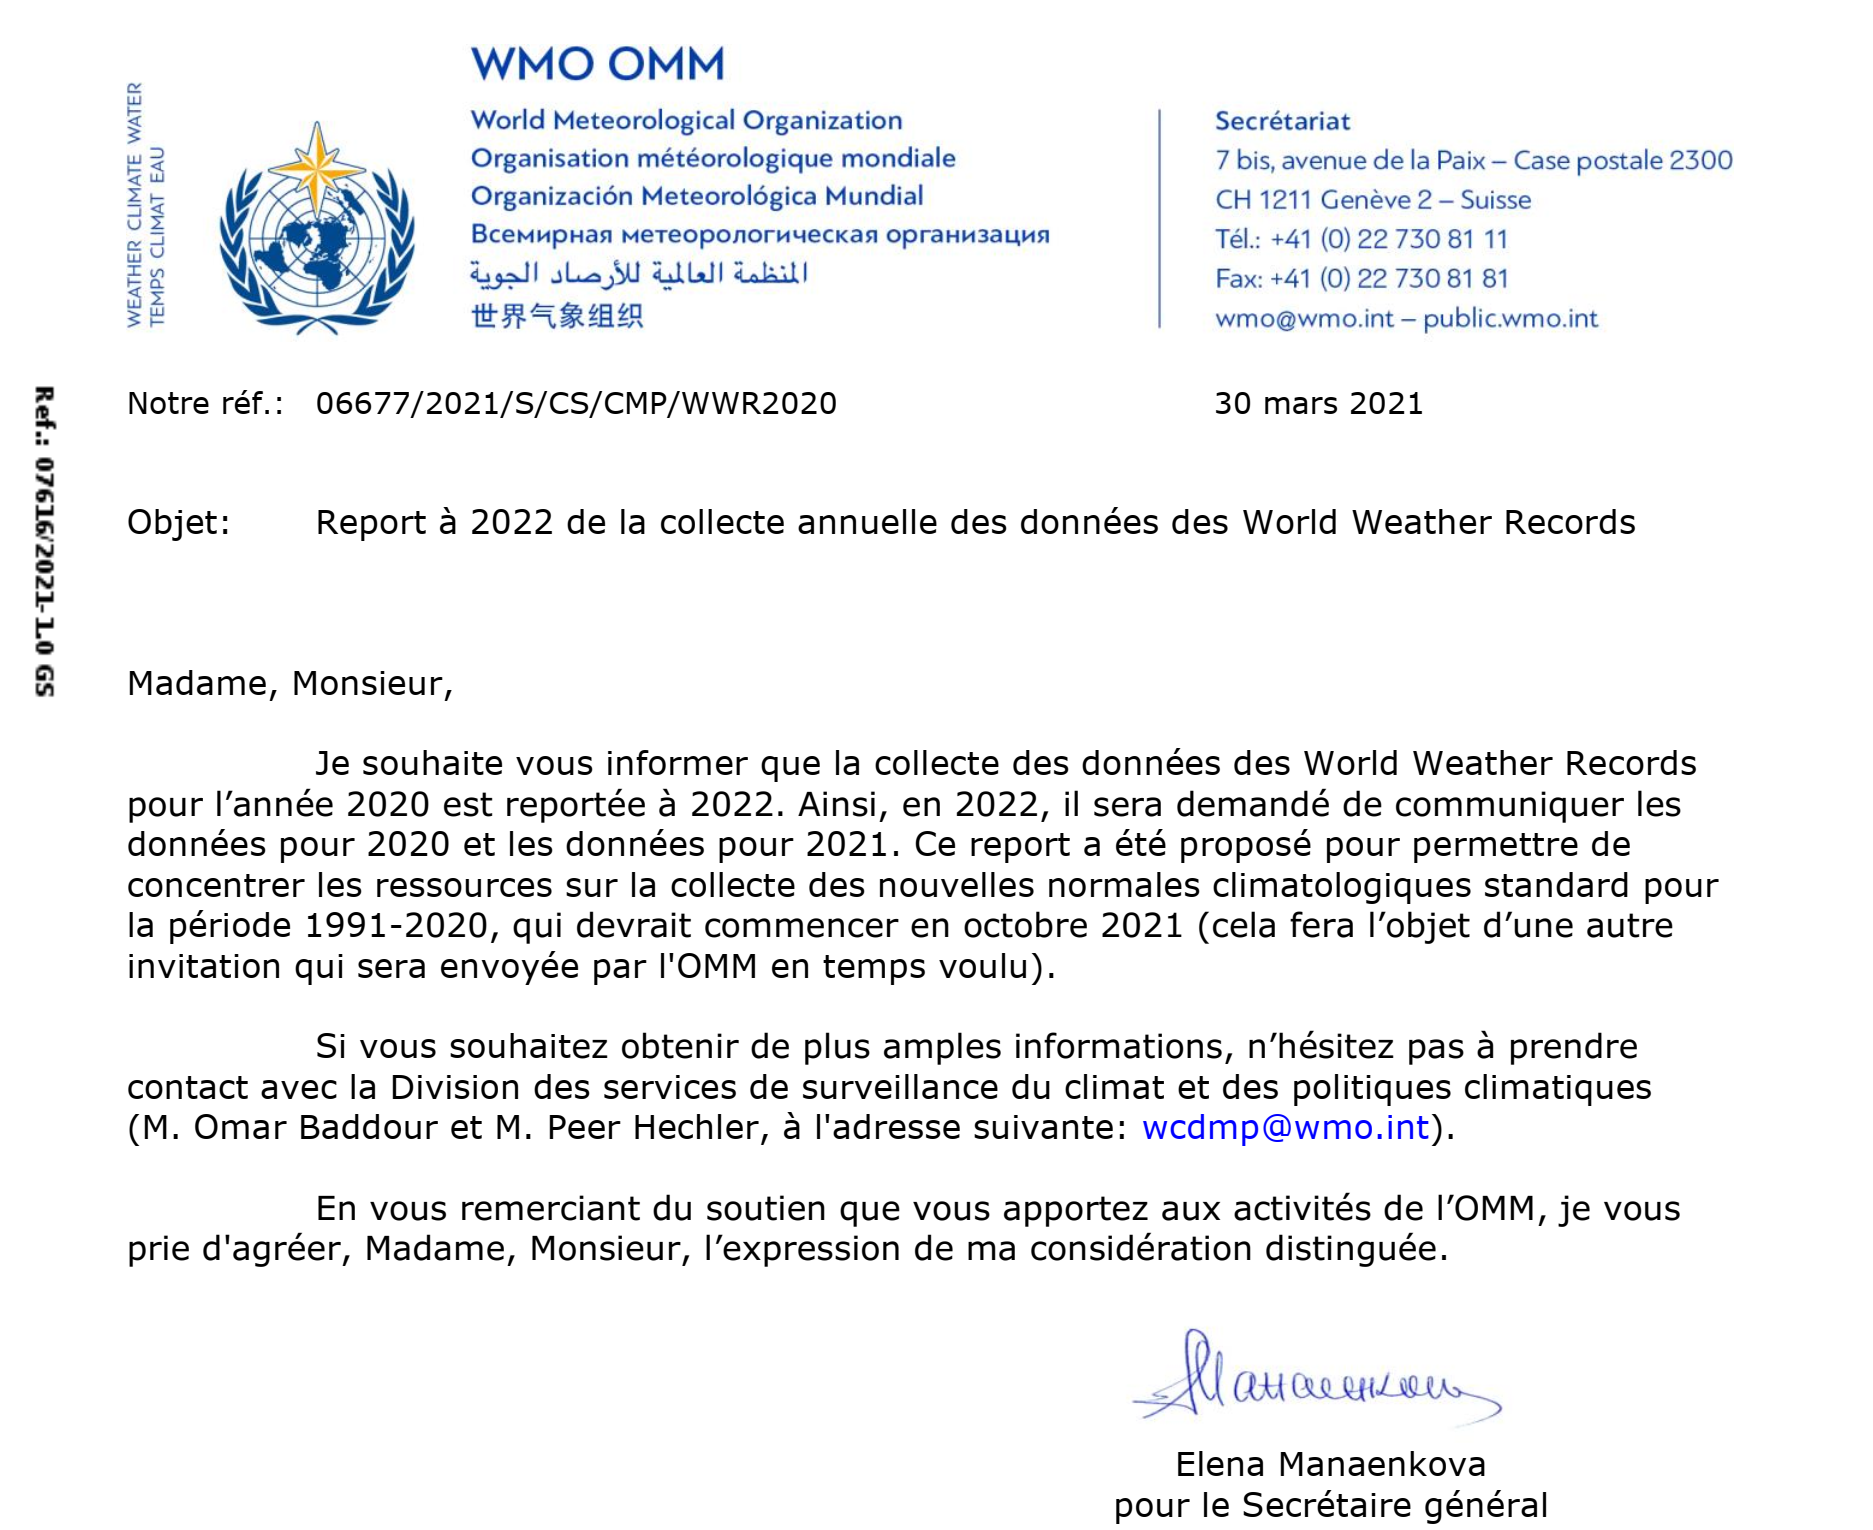 WMO OMM
World Meteorological Organization
Organisation météorologique mondiale
Organización Meteorológica Mundial
Всемирная метеорологическая организация
المنظمة العالمية للأرصاد الجوية
世界气象组织
WEATHER CLIMATE WATER
TEMPS CLIMAT EAU
Secrétariat
7 bis, avenue de la Paix – Case postale 2300
CH 1211 Genève 2 – Suisse
Tél.: +41 (0) 22 730 81 11
Fax: +41 (0) 22 730 81 81
wmo@wmo.int – public.wmo.int
Ref.: 07616/2021-1.0 GS
Notre réf.: 06677/2021/S/CS/CMP/WWR2020
30 mars 2021
Objet: Report à 2022 de la collecte annuelle des données des World Weather Records
Madame, Monsieur,
Je souhaite vous informer que la collecte des données des World Weather Records
pour l’année 2020 est reportée à 2022. Ainsi, en 2022, il sera demandé de communiquer les
données pour 2020 et les données pour 2021. Ce report a été proposé pour permettre de
concentrer les ressources sur la collecte des nouvelles normales climatologiques standard pour
la période 1991-2020, qui devrait commencer en octobre 2021 (cela fera l’objet d’une autre
invitation qui sera envoyée par l'OMM en temps voulu).
Si vous souhaitez obtenir de plus amples informations, n’hésitez pas à prendre
contact avec la Division des services de surveillance du climat et des politiques climatiques
(M. Omar Baddour et M. Peer Hechler, à l'adresse suivante: wcdmp@wmo.int).
En vous remerciant du soutien que vous apportez aux activités de l’OMM, je vous
prie d'agréer, Madame, Monsieur, l’expression de ma considération distinguée.
Elena Manaenkova
pour le Secrétaire général